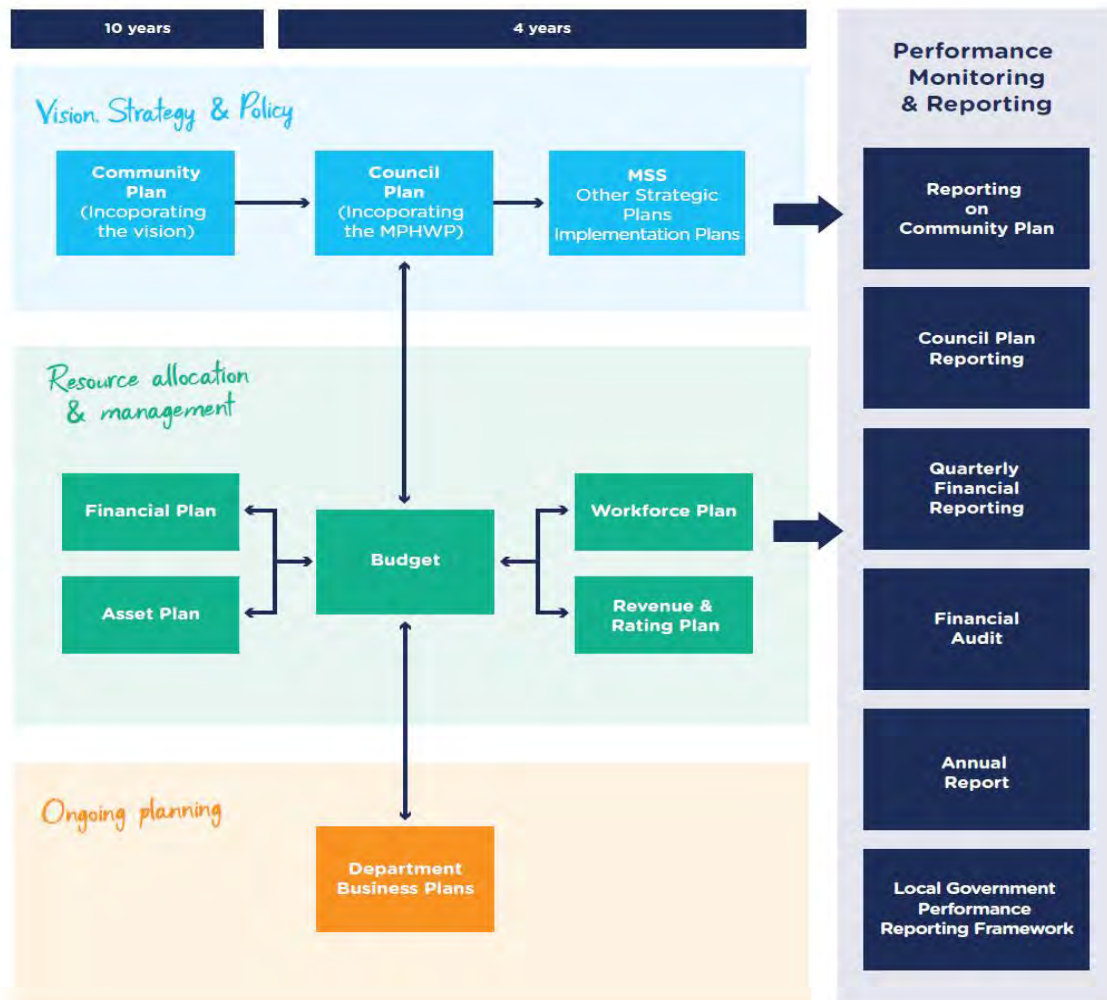 10 years
4 years
Vision, Strategy & Policy
Community
Plan
(Incoporating
the vision)
Council
Plan
(Incoporating
the MPHWP)
MSS
Other Strategic
Plans
Implementation Plans
Resource allocation
& management
Financial Plan
Asset Plan
Budget
Workforce Plan
Revenue &
Rating Plan
Ongoing planning
Department
Business Plans
Performance
Monitoring
& Reporting
Reporting
on
Community Plan
Council Plan
Reporting
Quarterly
Financial
Reporting
Financial
Audit
Annual
Report
Local Government
Performance
Reporting Framework